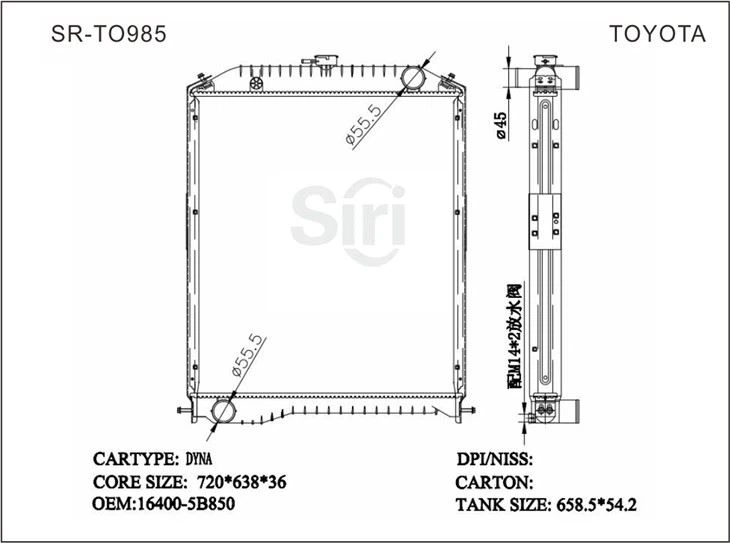 SR-TO985
TOYOTA
ø55.5
ø45
Siri
ø55.5
配M14*2放水阀
CARTYPE: DYNA
CORE SIZE: 720*638*36
OEM:16400-5B850
DPI/NISS:
CARTON:
TANK SIZE: 658.5*54.2